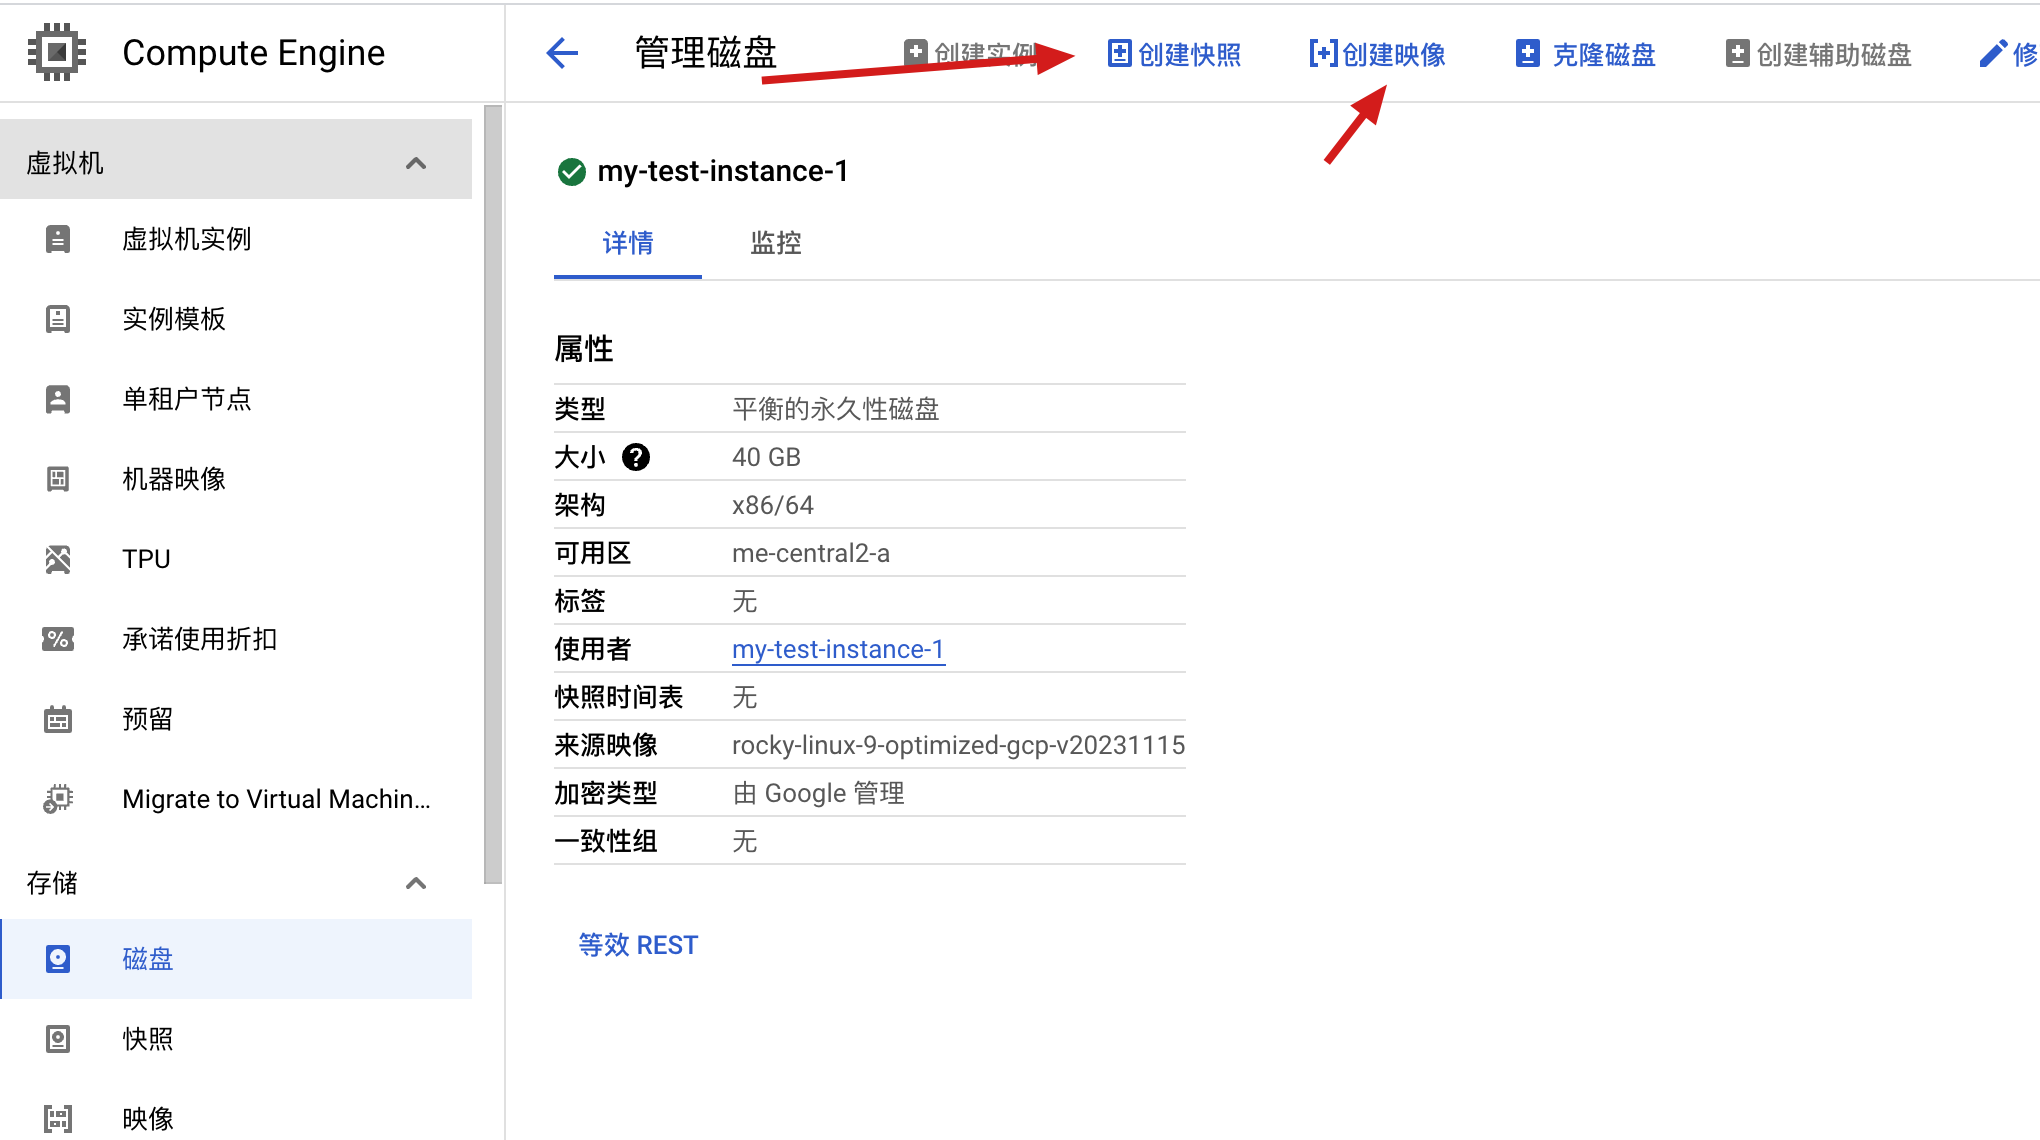 Compute Engine
管理磁盘
创建实例
创建快照
创建映像
克隆磁盘
创建辅助磁盘
修
虚拟机
虚拟机实例
实例模板
单租户节点
机器映像
TPU
承诺使用折扣
预留
Migrate to Virtual Machin...
存储
磁盘
快照
映像
my-test-instance-1
详情
监控
属性
类型 平衡的永久性磁盘
大小 40 GB
架构 x86/64
可用区 me-central2-a
标签 无
使用者 my-test-instance-1
快照时间表 无
来源映像 rocky-linux-9-optimized-gcp-v20231115
加密类型 由 Google 管理
一致性组 无
等效 REST